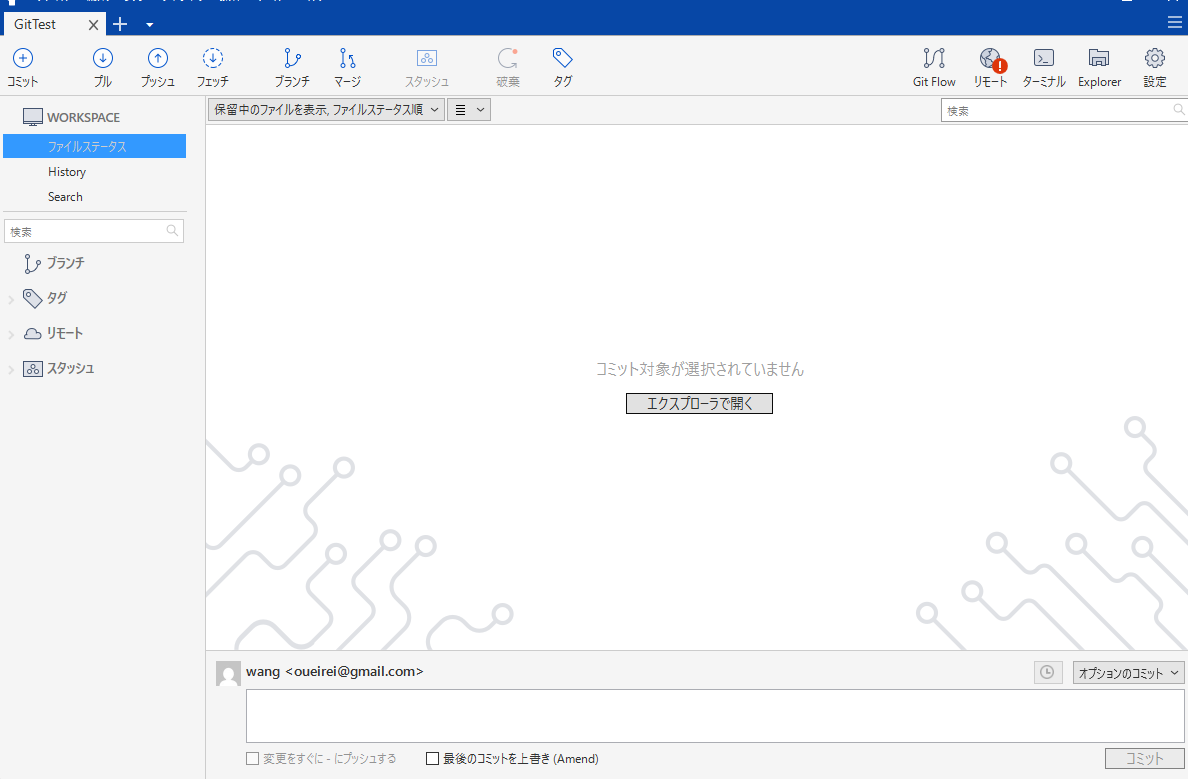 GitTest
コミット
プル
プッシュ
フェッチ
ブランチ
マージ
スタッシュ
破棄
タグ
Git Flow
リモート
ターミナル
Explorer
設定
WORKSPACE
ファイルステータス
History
Search
検索
ブランチ
タグ
リモート
スタッシュ
保留中のファイルを表示, ファイルステータス順
検索
コミット対象が選択されていません
エクスプローラで開く
wang <oueirei@gmail.com>
オプションのコミット
変更をすぐに - にプッシュする
最後のコミットを上書き (Amend)
コミット